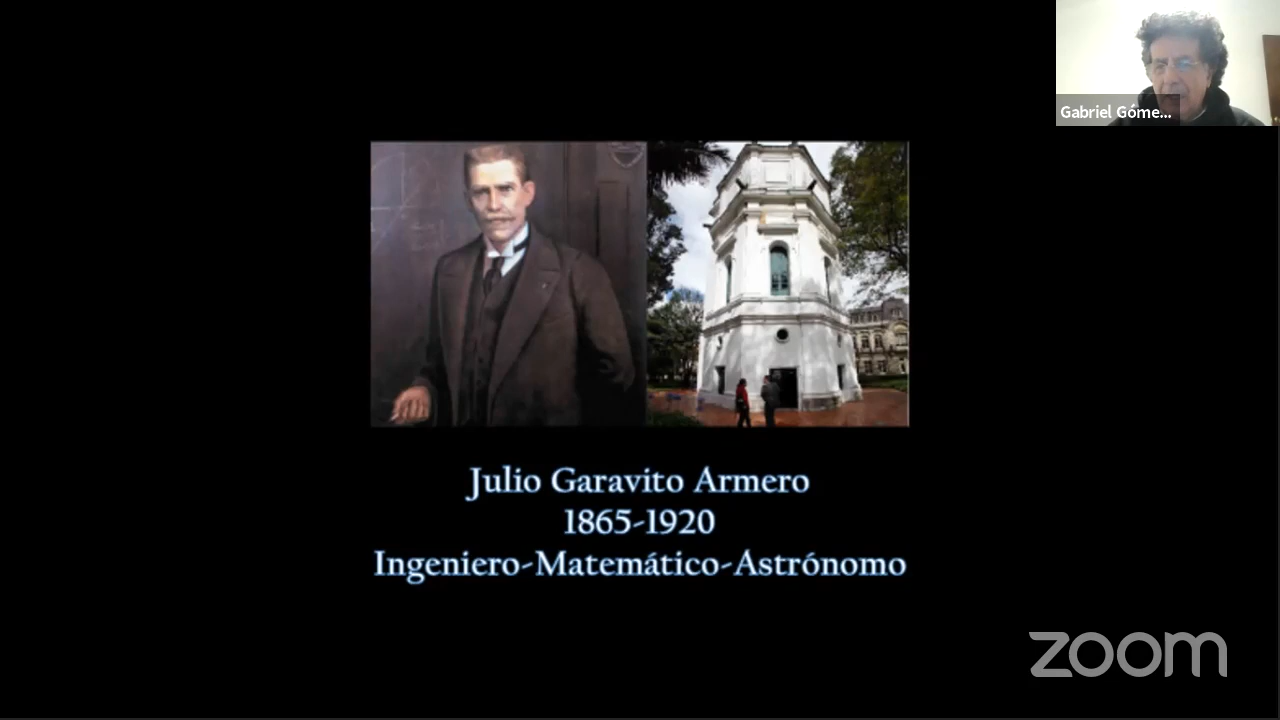 Gabriel Góme...
Julio Garavito Armero
1865-1920
Ingeniero-Matemático-Astrónomo
zoom